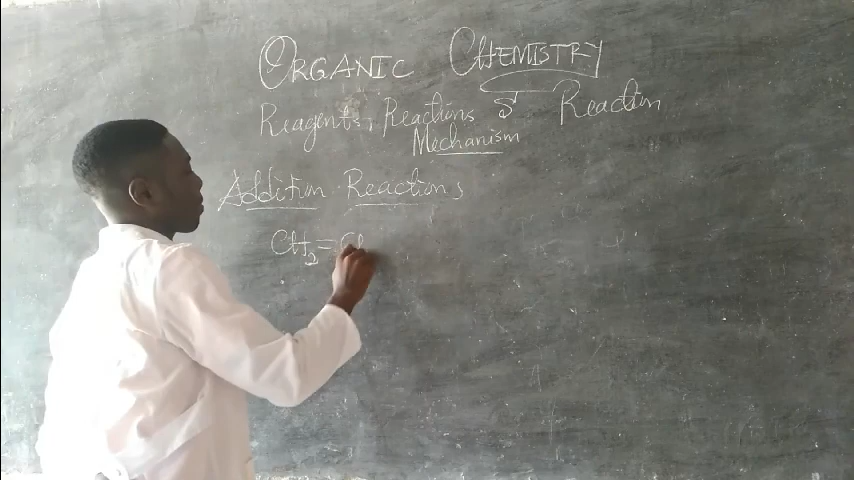 ORGANIC CHEMISTRY
Reagents, Reactions & Reaction
Mechanism
Addition Reactions
CH₂=C